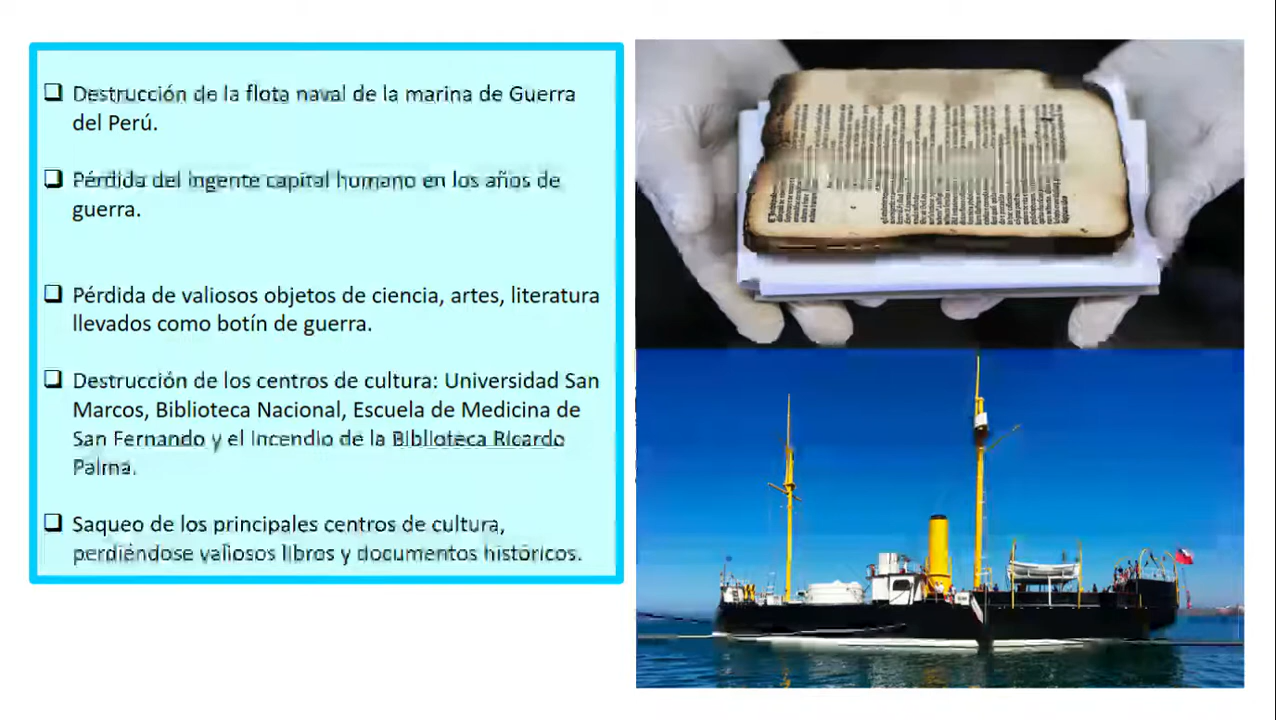 Destrucción de la flota naval de la marina de Guerra
del Perú.
Pérdida del ingente capital humano en los años de
guerra.
Pérdida de valiosos objetos de ciencia, artes, literatura
llevados como botín de guerra.
Destrucción de los centros de cultura: Universidad San
Marcos, Biblioteca Nacional, Escuela de Medicina de
San Fernando y el Incendio de la Biblioteca Ricardo
Palma.
Saqueo de los principales centros de cultura,
perdiéndose valiosos libros y documentos históricos.